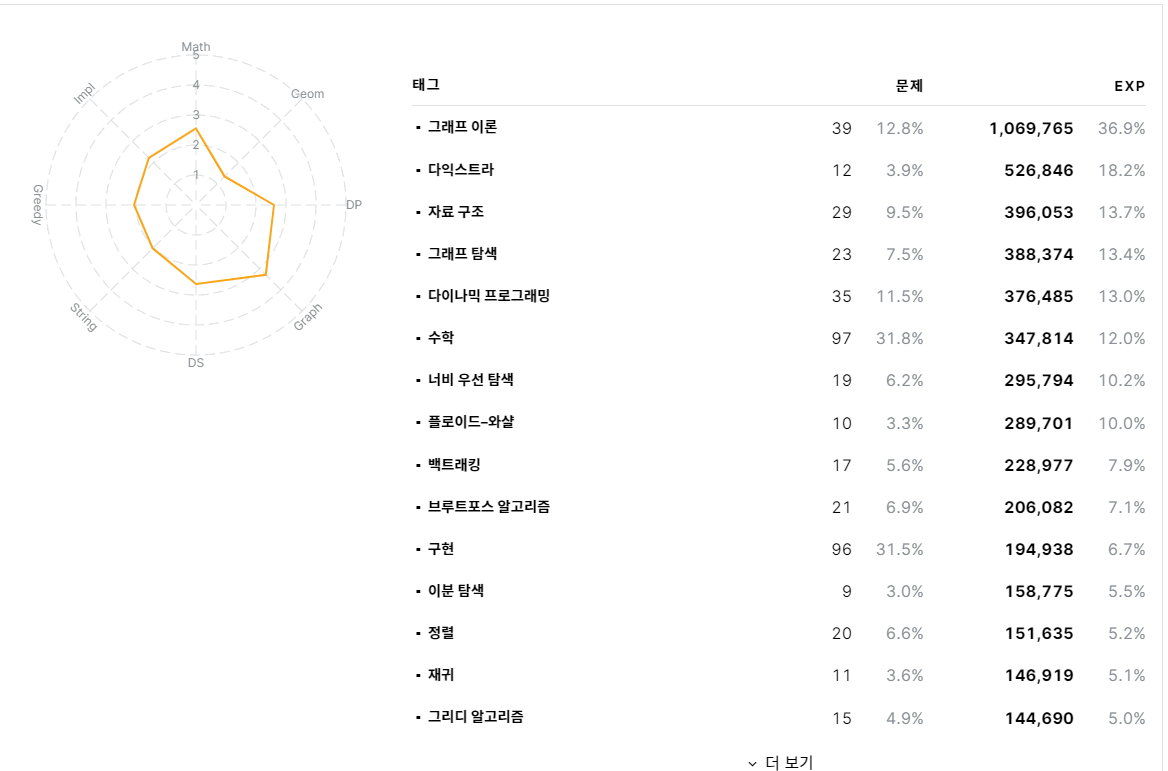 Math
5
Impl
4
Geom
3
2
1
Greedy
DP
String
Graph
DS
태그 문제 EXP
그래프 이론 39 12.8% 1,069,765 36.9%
다익스트라 12 3.9% 526,846 18.2%
자료 구조 29 9.5% 396,053 13.7%
그래프 탐색 23 7.5% 388,374 13.4%
다이나믹 프로그래밍 35 11.5% 376,485 13.0%
수학 97 31.8% 347,814 12.0%
너비 우선 탐색 19 6.2% 295,794 10.2%
플로이드–와샬 10 3.3% 289,701 10.0%
백트래킹 17 5.6% 228,977 7.9%
브루트포스 알고리즘 21 6.9% 206,082 7.1%
구현 96 31.5% 194,938 6.7%
이분 탐색 9 3.0% 158,775 5.5%
정렬 20 6.6% 151,635 5.2%
재귀 11 3.6% 146,919 5.1%
그리디 알고리즘 15 4.9% 144,690 5.0%
더 보기